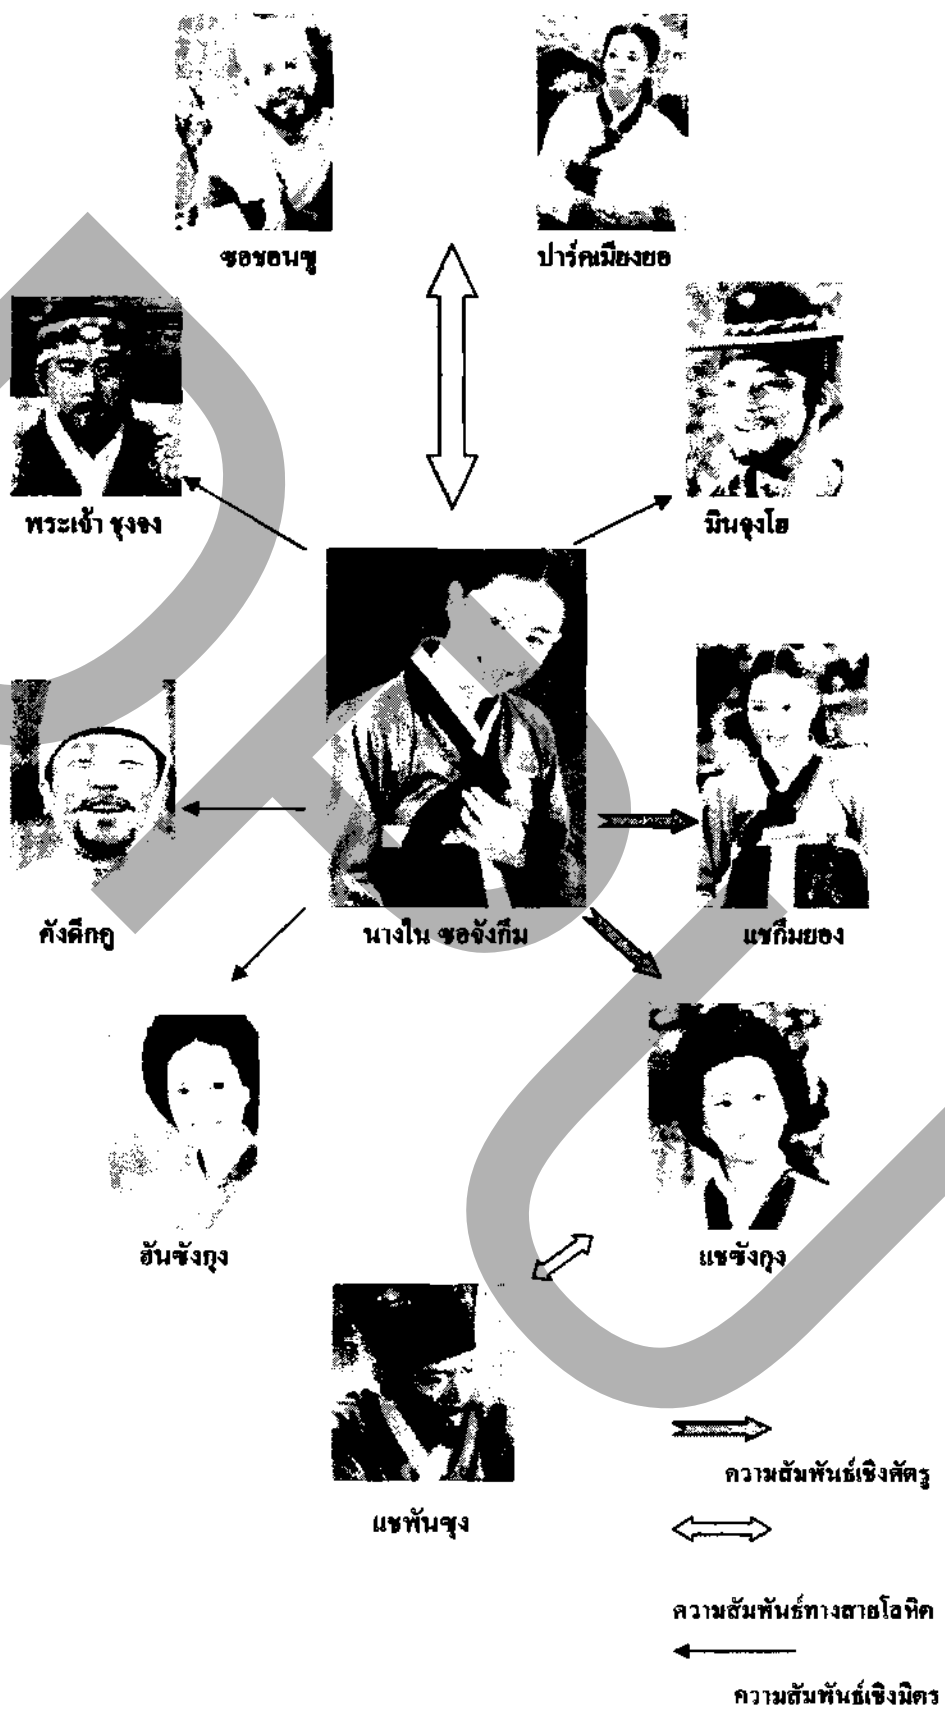 ซอชอนซู
ปาร์คเมียงยอ
พระเจ้า ชุงจง
มินจุงโฮ
คังดึกคู
นางใน ซอจังกึม
แชกึมยอง
ฮันซังกุง
แชซังกุง
แชพันซุง
ความสัมพันธ์เชิงศัตรู
ความสัมพันธ์ทางสายโลหิต
ความสัมพันธ์เชิงมิตร